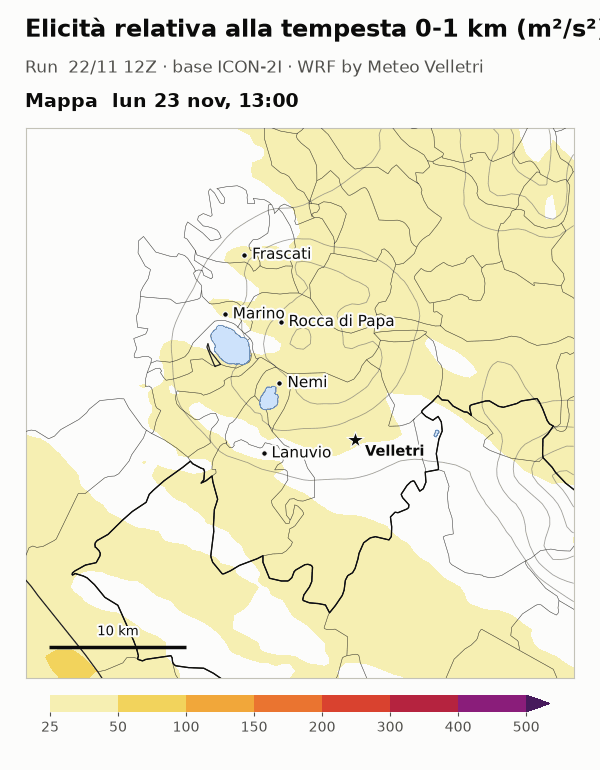 Elicità relativa alla tempesta 0-1 km (m²/s²)
Run 22/11 12Z · base ICON-2I · WRF by Meteo Velletri
Mappa lun 23 nov, 13:00
Frascati
Marino
Rocca di Papa
Nemi
Velletri
Lanuvio
10 km
25 50 100 150 200 300 400 500